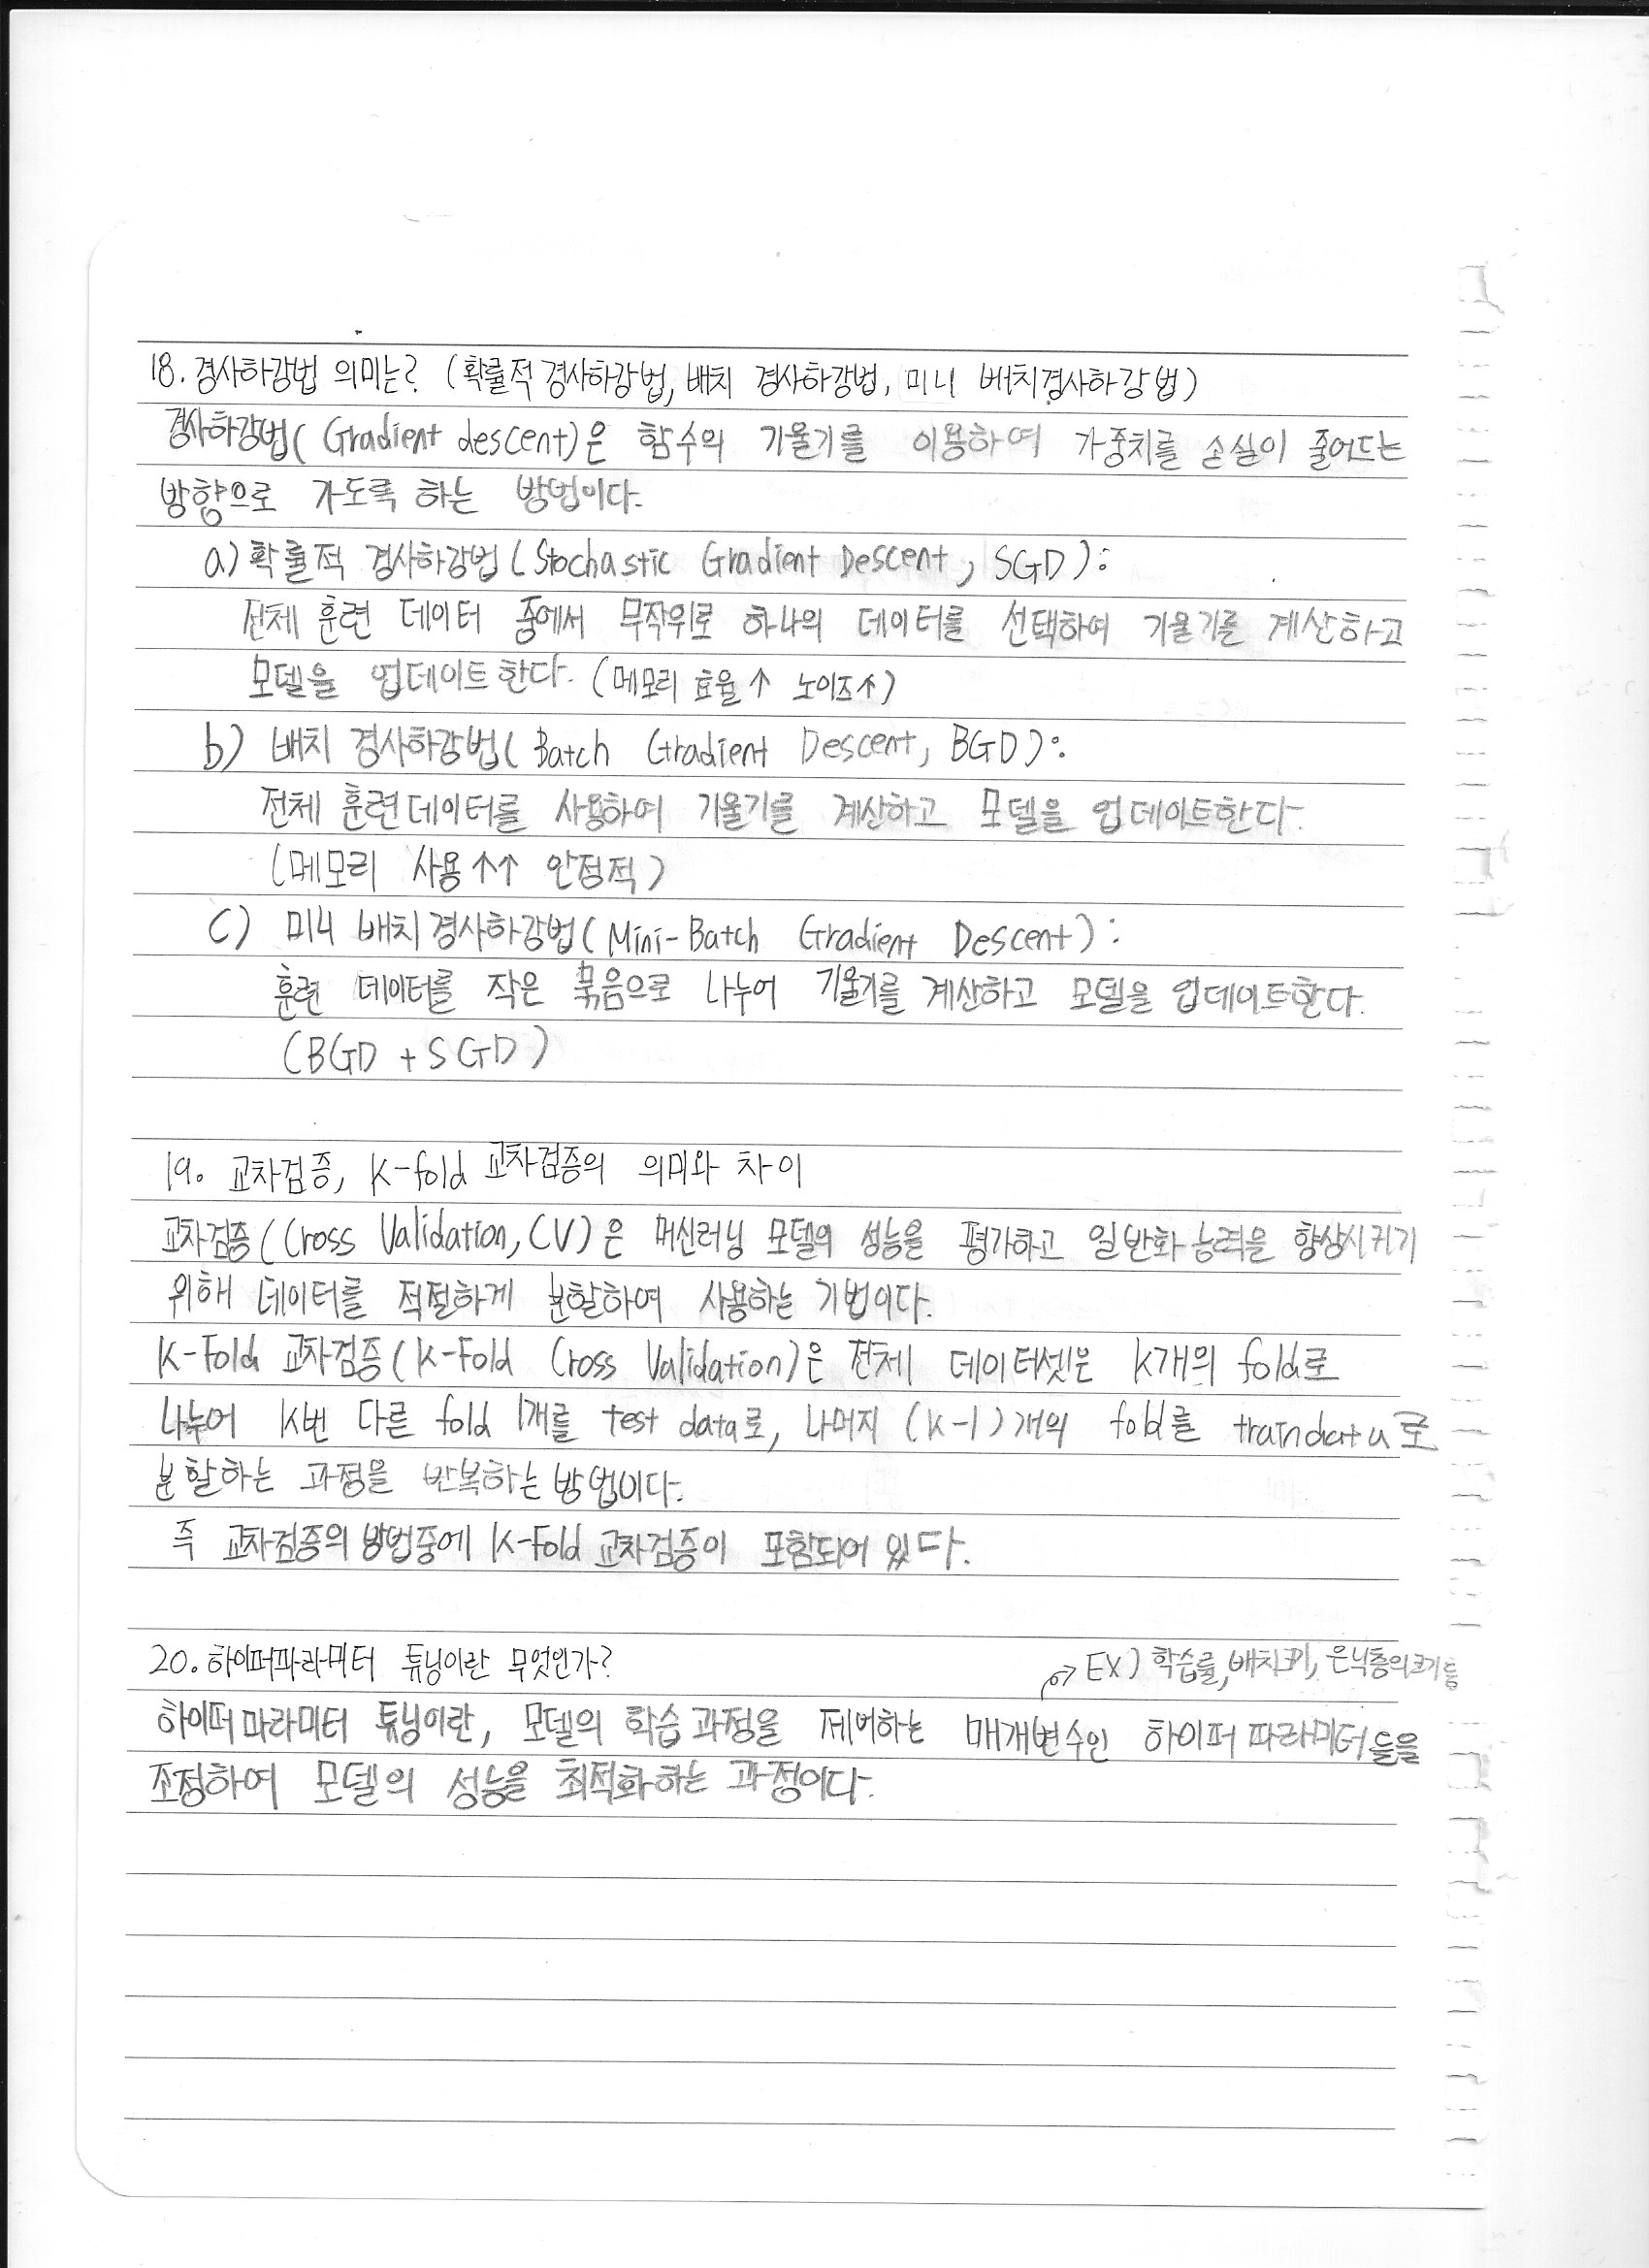 18. 경사하강법 의미는? (확률적 경사하강법, 배치 경사하강법, 미니 배치경사하강법)
경사하강법(Gradient descent)은 함수의 기울기를 이용하여 가중치를 손실이 줄어드는
방향으로 가도록 하는 방법이다.
a) 확률적 경사하강법 (Stochastic Gradient Descent, SGD):
전체 훈련 데이터 중에서 무작위로 하나의 데이터를 선택하여 기울기를 계산하고
모델을 업데이트한다. (메모리 효율↑ 노이즈↑)
b) 배치 경사하강법(Batch Gradient Descent, BGD):
전체 훈련데이터를 사용하여 기울기를 계산하고 모델을 업데이트한다.
(메모리 사용↑↑ 안정적)
C) 미니 배치 경사하강법(Mini-Batch Gradient Descent):
훈련 데이터를 작은 묶음으로 나누어 기울기를 계산하고 모델을 업데이트한다.
(BGD + SGD)
19. 교차검증, K-fold 교차검증의 의미와 차이
교차검증(Cross Validation, CV)은 머신러닝 모델의 성능을 평가하고 일반화 능력을 향상시키기
위해 데이터를 적절하게 분할하여 사용하는 기법이다.
K-Fold 교차검증(K-Fold Cross Validation)은 전체 데이터셋은 K개의 fold로
나누어 K번 다른 fold 1개를 test data로, 나머지 (K-1)개의 fold를 traindata로
분할하는 과정을 반복하는 방법이다.
즉 교차검증의 방법중에 K-Fold 교차검증이 포함되어 있다.
20. 하이퍼파라미터 튜닝이란 무엇인가?
→ EX) 학습률, 배치크기, 은닉층의크기등
하이퍼파라미터 튜닝이란, 모델의 학습 과정을 제어하는 매개변수인 하이퍼 파라미터들을
조정하여 모델의 성능을 최적화하는 과정이다.